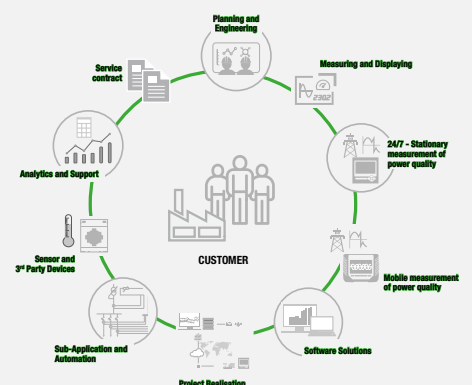 Planning and
Engineering
Service
contract
Measuring and Displaying
2302
24/7 - Stationary
measurement of
power quality
Analytics and Support
CUSTOMER
Sensor and
3rd Party Devices
Mobile measurement
of power quality
Sub-Application and
Automation
Software Solutions
Project Realisation